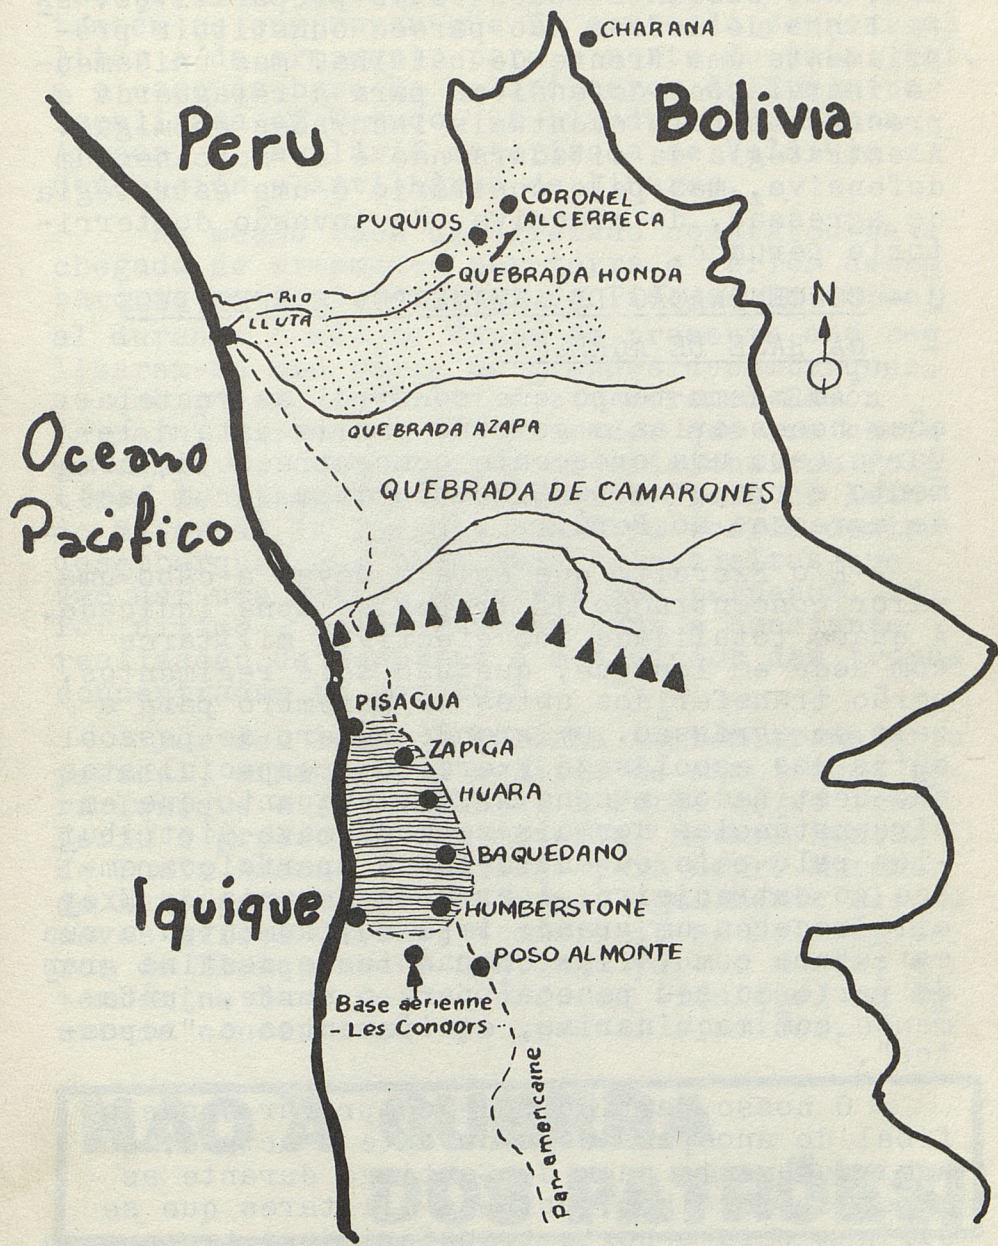 CHARANA
Peru
Bolivia
CORONEL
ALCERRECA
PUQUIOS
QUEBRADA HONDA
RIO
LLUTA
N
QUEBRADA AZAPA
Oceano
Pacifico
QUEBRADA DE CAMARONES
PISAGUA
ZAPIGA
HUARA
BAQUEDANO
Iquique
HUMBERSTONE
POSO ALMONTE
Base aérienne
Les Condors
Pan-americaine